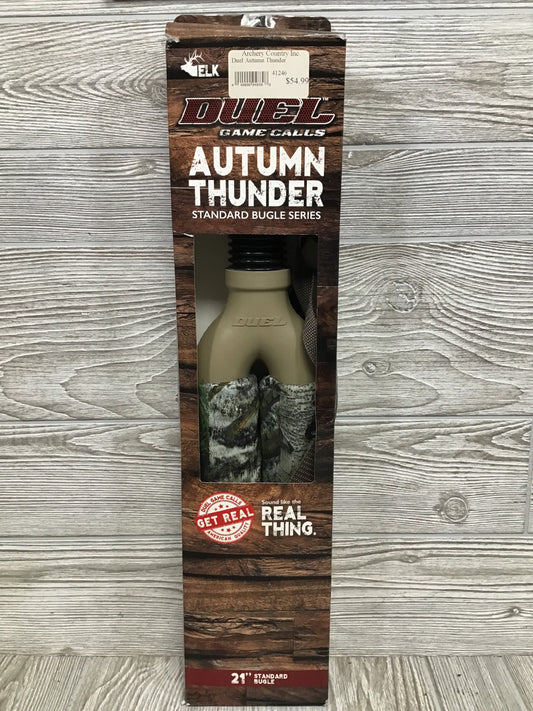 Archery Country Inc
Duel Autumn Thunder
41246
$54.99
ELK
DUEL™
GAME CALLS
AUTUMN
THUNDER
STANDARD BUGLE SERIES
DUEL
DUEL GAME CALLS
GET REAL
AMERICAN QUALITY
Sound like the
REAL
THING.
21" STANDARD
BUGLE